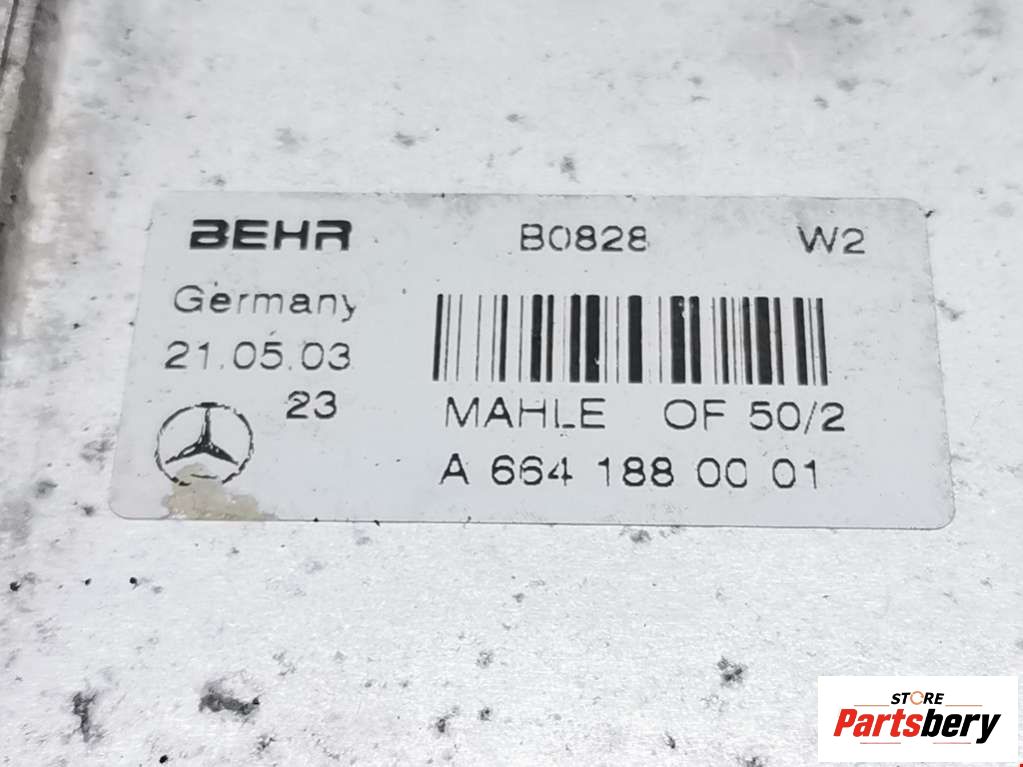 BEHR B0828 W2
Germany
21.05.03
23 MAHLE OF 50/2
A 664 188 00 01
STORE
Partsbery